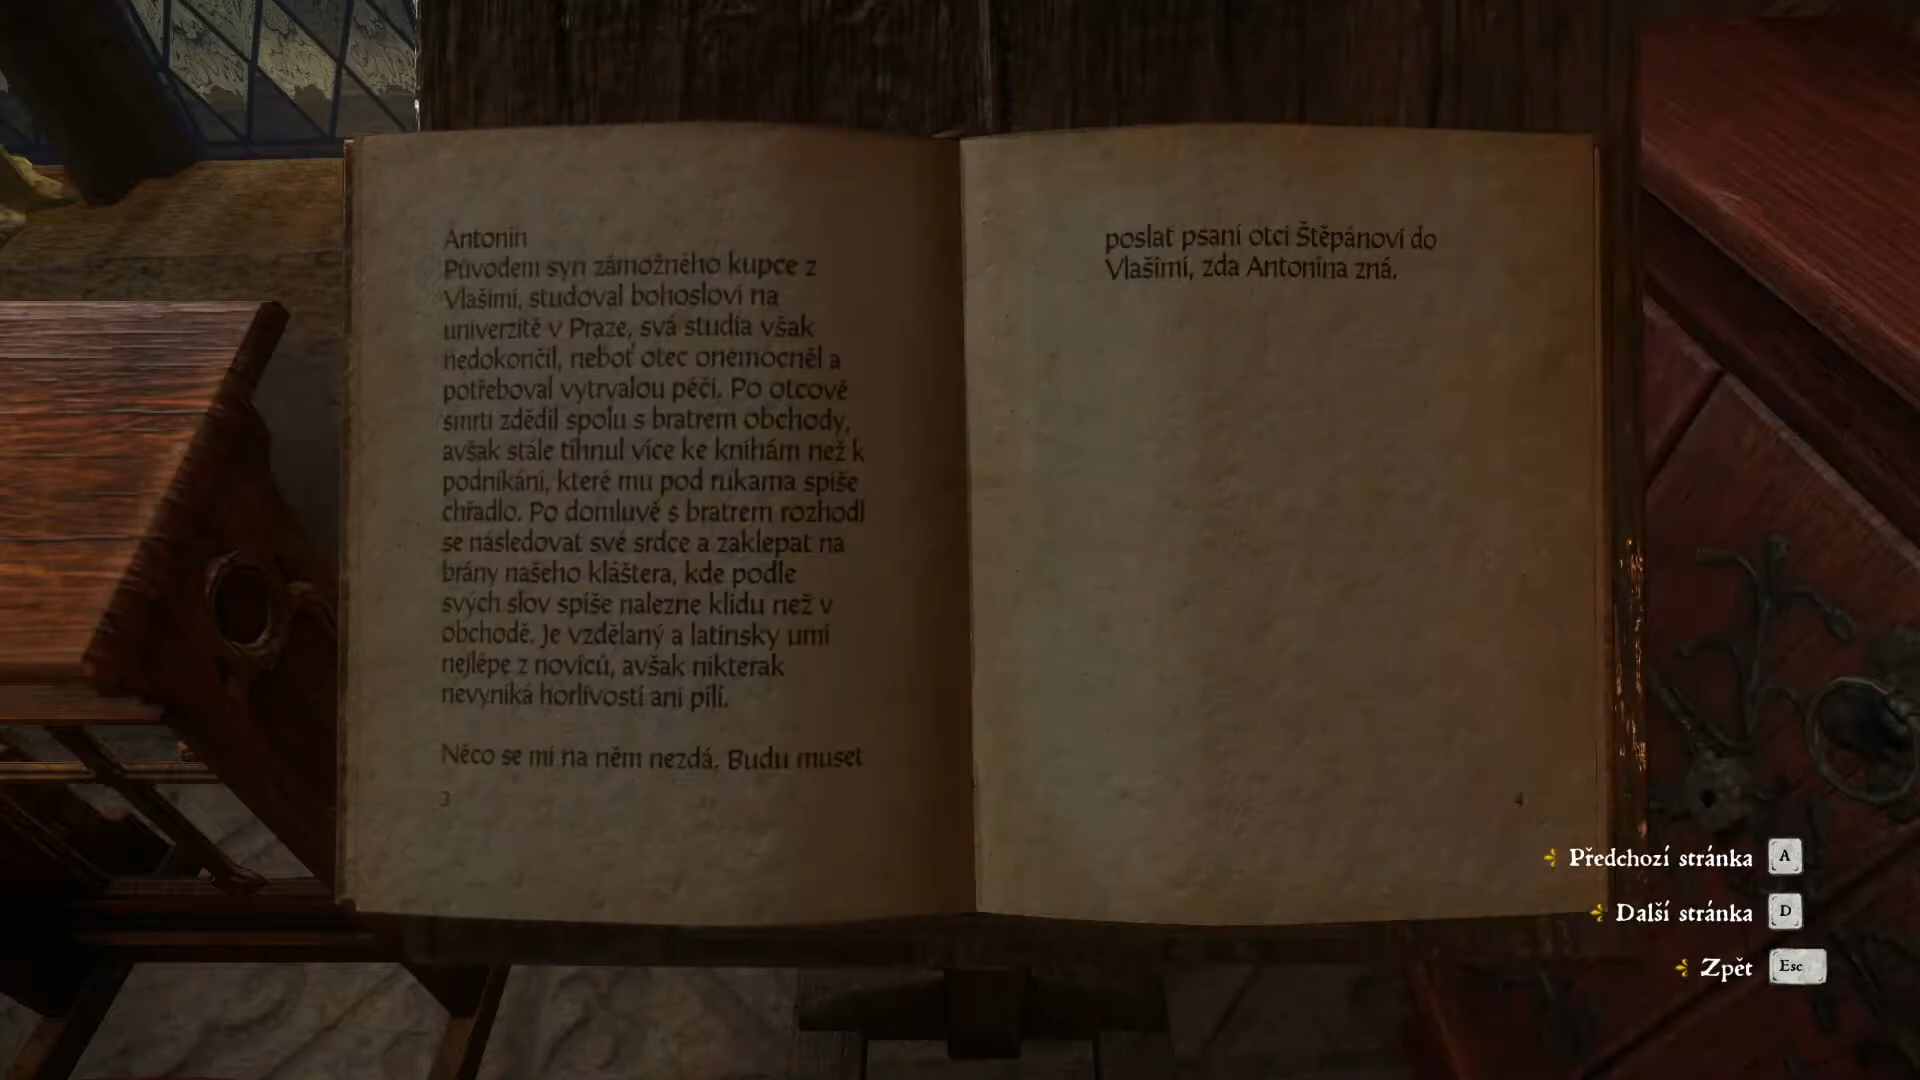 Antonín
Původem syn zámožného kupce z
Vlašimi, studoval bohosloví na
univerzitě v Praze, svá studia však
nedokončil, neboť otec onemocněl a
potřeboval vytrvalou péči. Po otcově
smrti zdědil spolu s bratrem obchody,
avšak stále tíhnul více ke knihám než k
podnikání, které mu pod rukama spíše
chřadlo. Po domluvě s bratrem rozhodl
se následovat své srdce a zaklepat na
brány našeho kláštera, kde podle
svých slov spíše nalezne klidu než v
obchodě. Je vzdělaný a latinsky umí
nejlépe z noviců, avšak nikterak
nevyniká horlivostí ani pílí.
Něco se mi na něm nezdá. Budu muset
3
poslat psaní otci Štěpánovi do
Vlašimi, zda Antonína zná.
4
Předchozí stránka A
Další stránka D
Zpět Esc